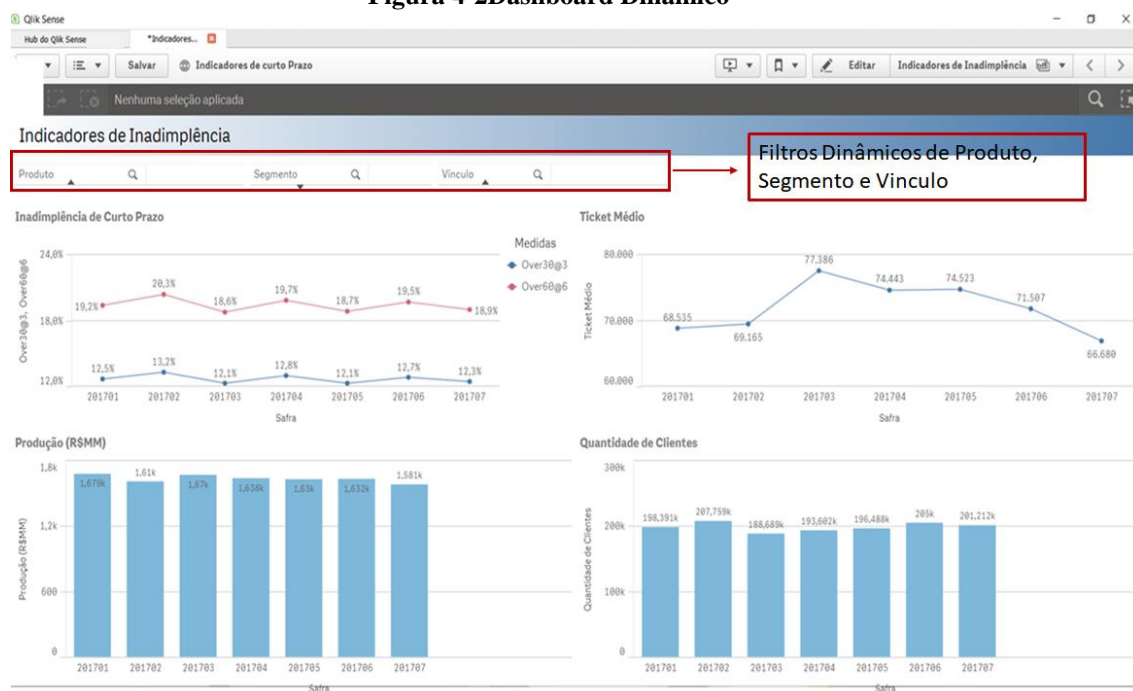 Figura 4-2Dashboard Dinâmico
Qlik Sense
Hub do Qlik Sense
*Indicadores...
Salvar
Indicadores de curto Prazo
Editar
Indicadores de Inadimplência
Nenhuma seleção aplicada
Indicadores de Inadimplência
Produto
Segmento
Vinculo
Filtros Dinâmicos de Produto,
Segmento e Vinculo
Inadimplência de Curto Prazo
Over30@3, Over60@6
24,0%
18,0%
12,0%
19,2%
20,3%
18,6%
19,7%
18,7%
19,5%
18,9%
12,5%
13,2%
12,1%
12,8%
12,1%
12,7%
12,3%
201701
201702
201703
201704
201705
201706
201707
Safra
Medidas
Over30@3
Over60@6
Ticket Médio
Ticket Médio
80.000
70.000
60.000
68.535
69.165
77.386
74.443
74.523
71.507
66.680
201701
201702
201703
201704
201705
201706
201707
Safra
Produção (R$MM)
Produção (R$MM)
1,8k
1,2k
600
0
1,679k
1,61k
1,67k
1,638k
1,63k
1,632k
1,581k
201701
201702
201703
201704
201705
201706
201707
Safra
Quantidade de Clientes
Quantidade de Clientes
300k
200k
100k
0
198,391k
207,759k
188,689k
193,602k
196,488k
205k
201,212k
201701
201702
201703
201704
201705
201706
201707
Safra